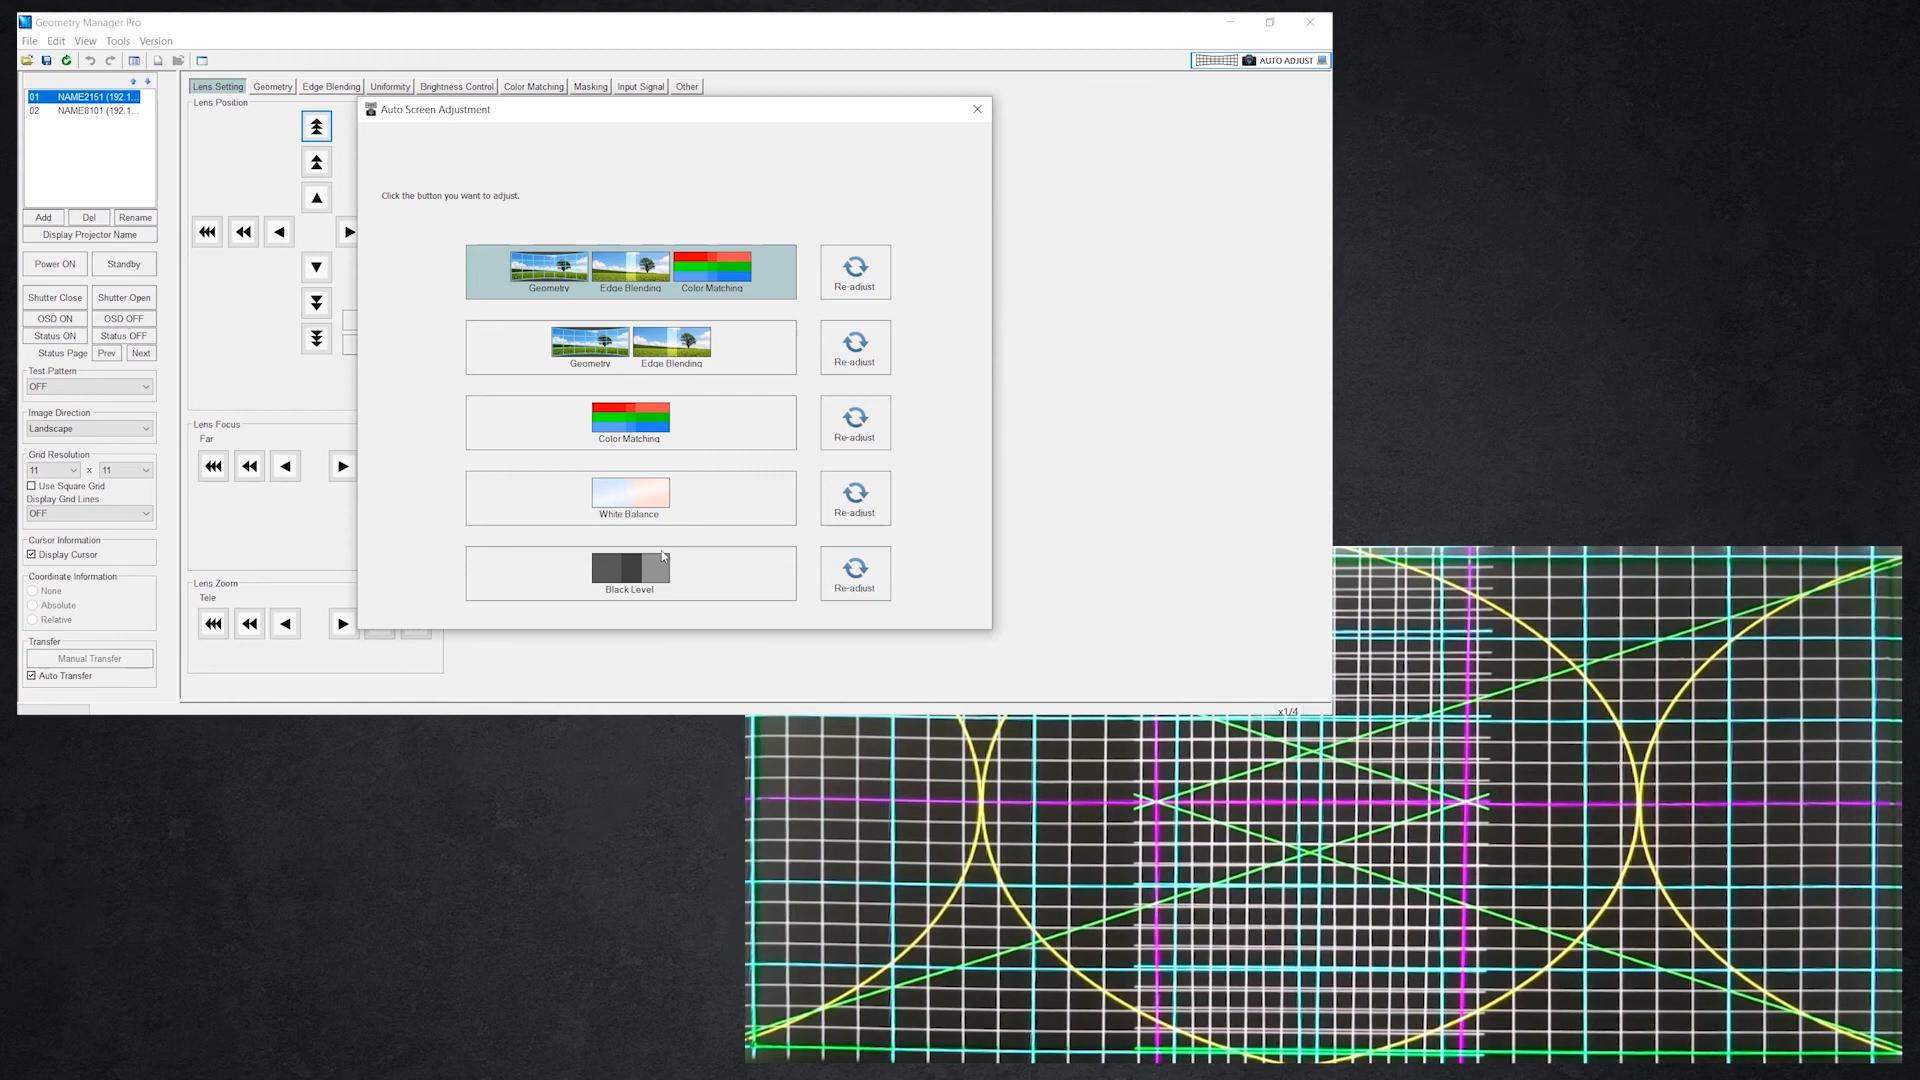 Geometry Manager Pro
File Edit View Tools Version
AUTO ADJUST
01 NAME2151 (192.1...
02 NAME8101 (192.1...
Add Del Rename
Display Projector Name
Power ON Standby
Shutter Close Shutter Open
OSD ON OSD OFF
Status ON Status OFF
Status Page Prev Next
Test Pattern
OFF
Image Direction
Landscape
Grid Resolution
11 x 11
Use Square Grid
Display Grid Lines
OFF
Cursor Information
Display Cursor
Coordinate Information
None
Absolute
Relative
Transfer
Manual Transfer
Auto Transfer
Lens Setting Geometry Edge Blending Uniformity Brightness Control Color Matching Masking Input Signal Other
Lens Position
Lens Focus
Far
Lens Zoom
Tele
Auto Screen Adjustment
Click the button you want to adjust.
Geometry Edge Blending Color Matching
Re-adjust
Geometry Edge Blending
Re-adjust
Color Matching
Re-adjust
White Balance
Re-adjust
Black Level
Re-adjust
x1/4